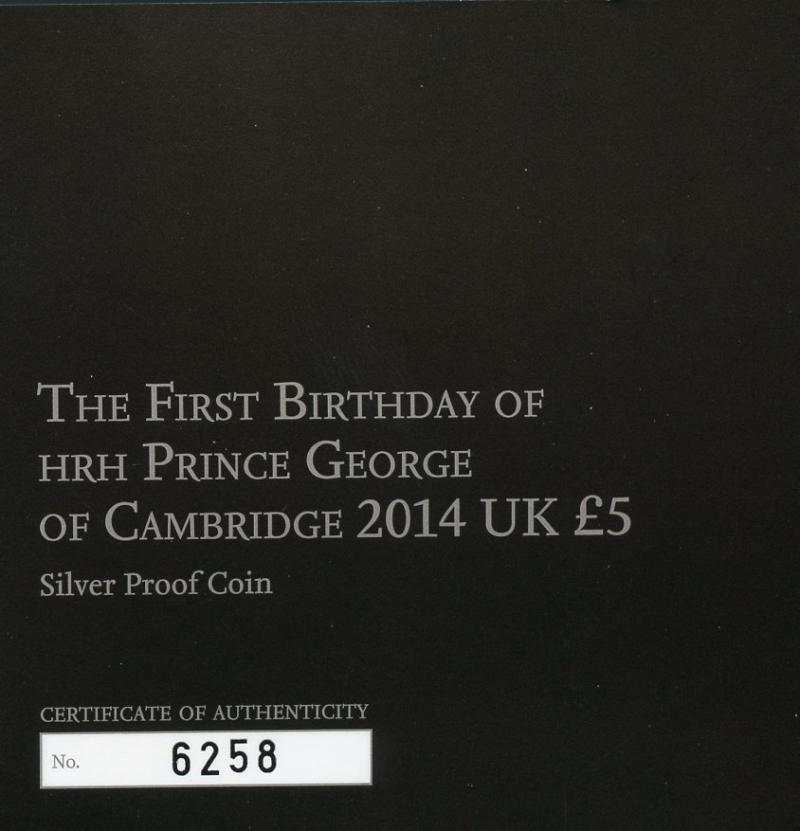 The First Birthday of
HRH Prince George
of Cambridge 2014 UK £5
Silver Proof Coin
CERTIFICATE OF AUTHENTICITY
No. 6258